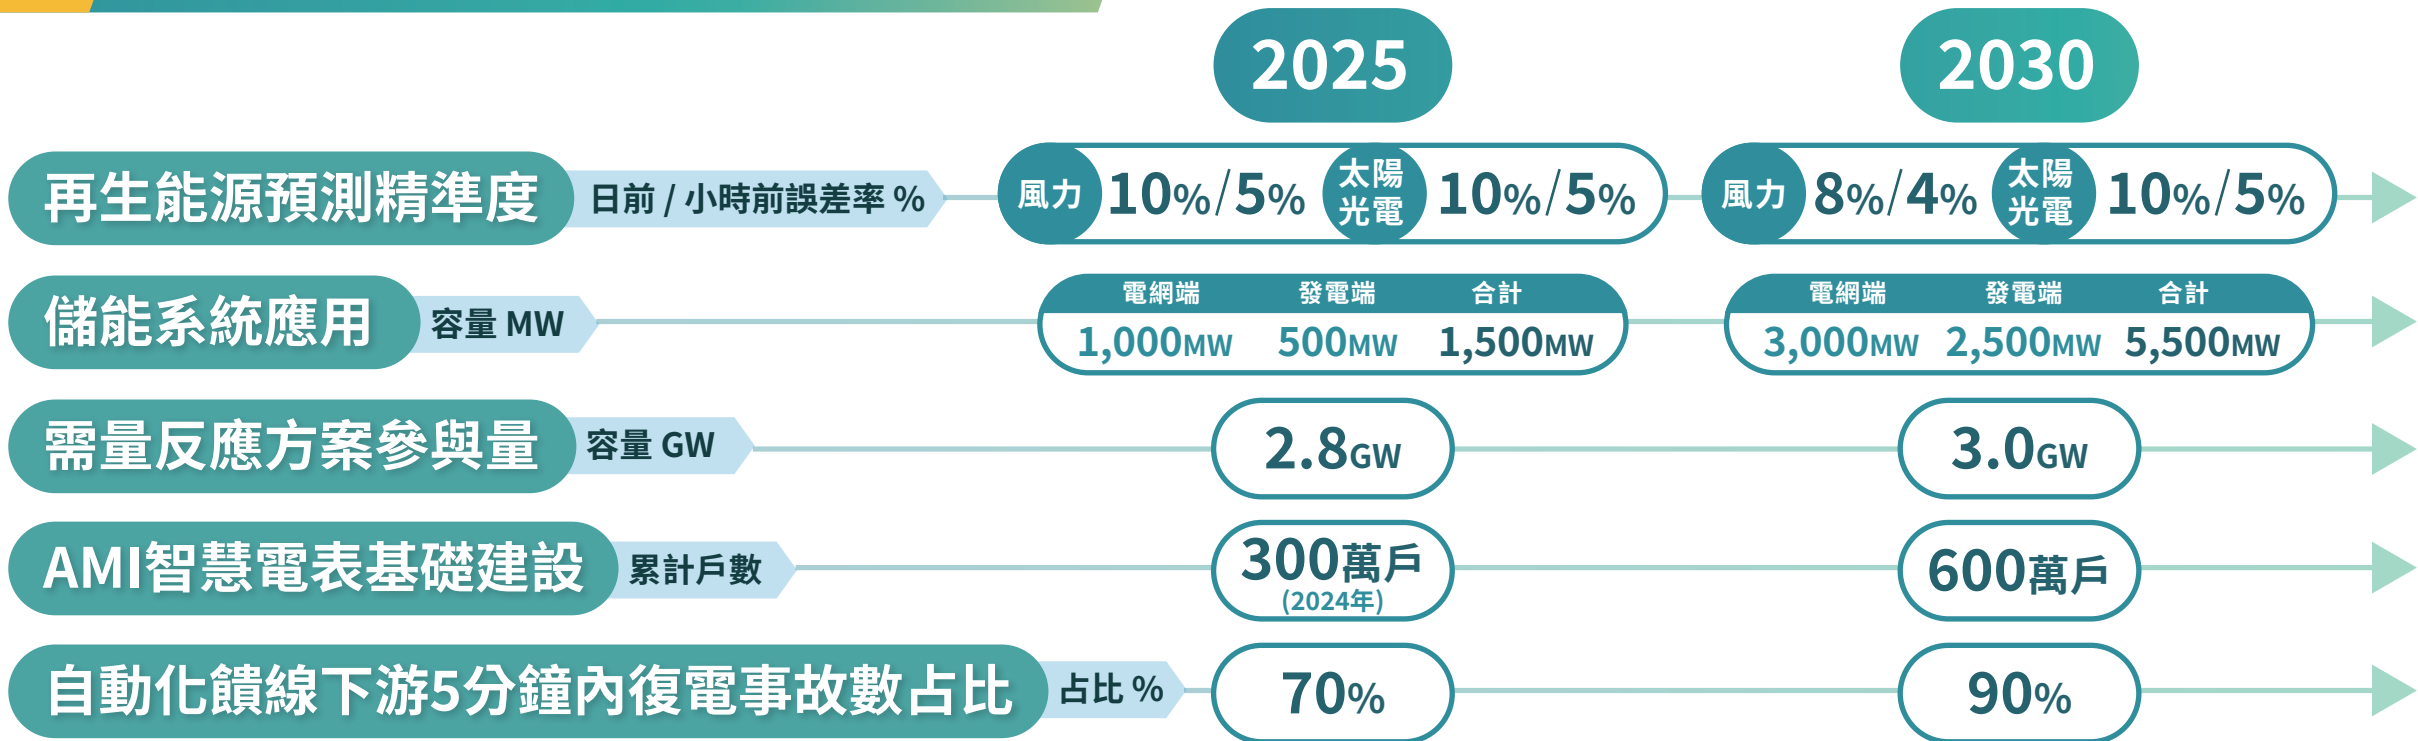 2025 2030
再生能源預測精準度 日前 / 小時前誤差率 % 風力 10%/5% 太陽光電 10%/5% 風力 8%/4% 太陽光電 10%/5%
儲能系統應用 容量 MW
電網端 發電端 合計 電網端 發電端 合計
1,000MW 500MW 1,500MW 3,000MW 2,500MW 5,500MW
需量反應方案參與量 容量 GW 2.8GW 3.0GW
AMI智慧電表基礎建設 累計戶數 300萬戶 600萬戶
(2024年)
自動化饋線下游5分鐘內復電事故數占比 占比 % 70% 90%